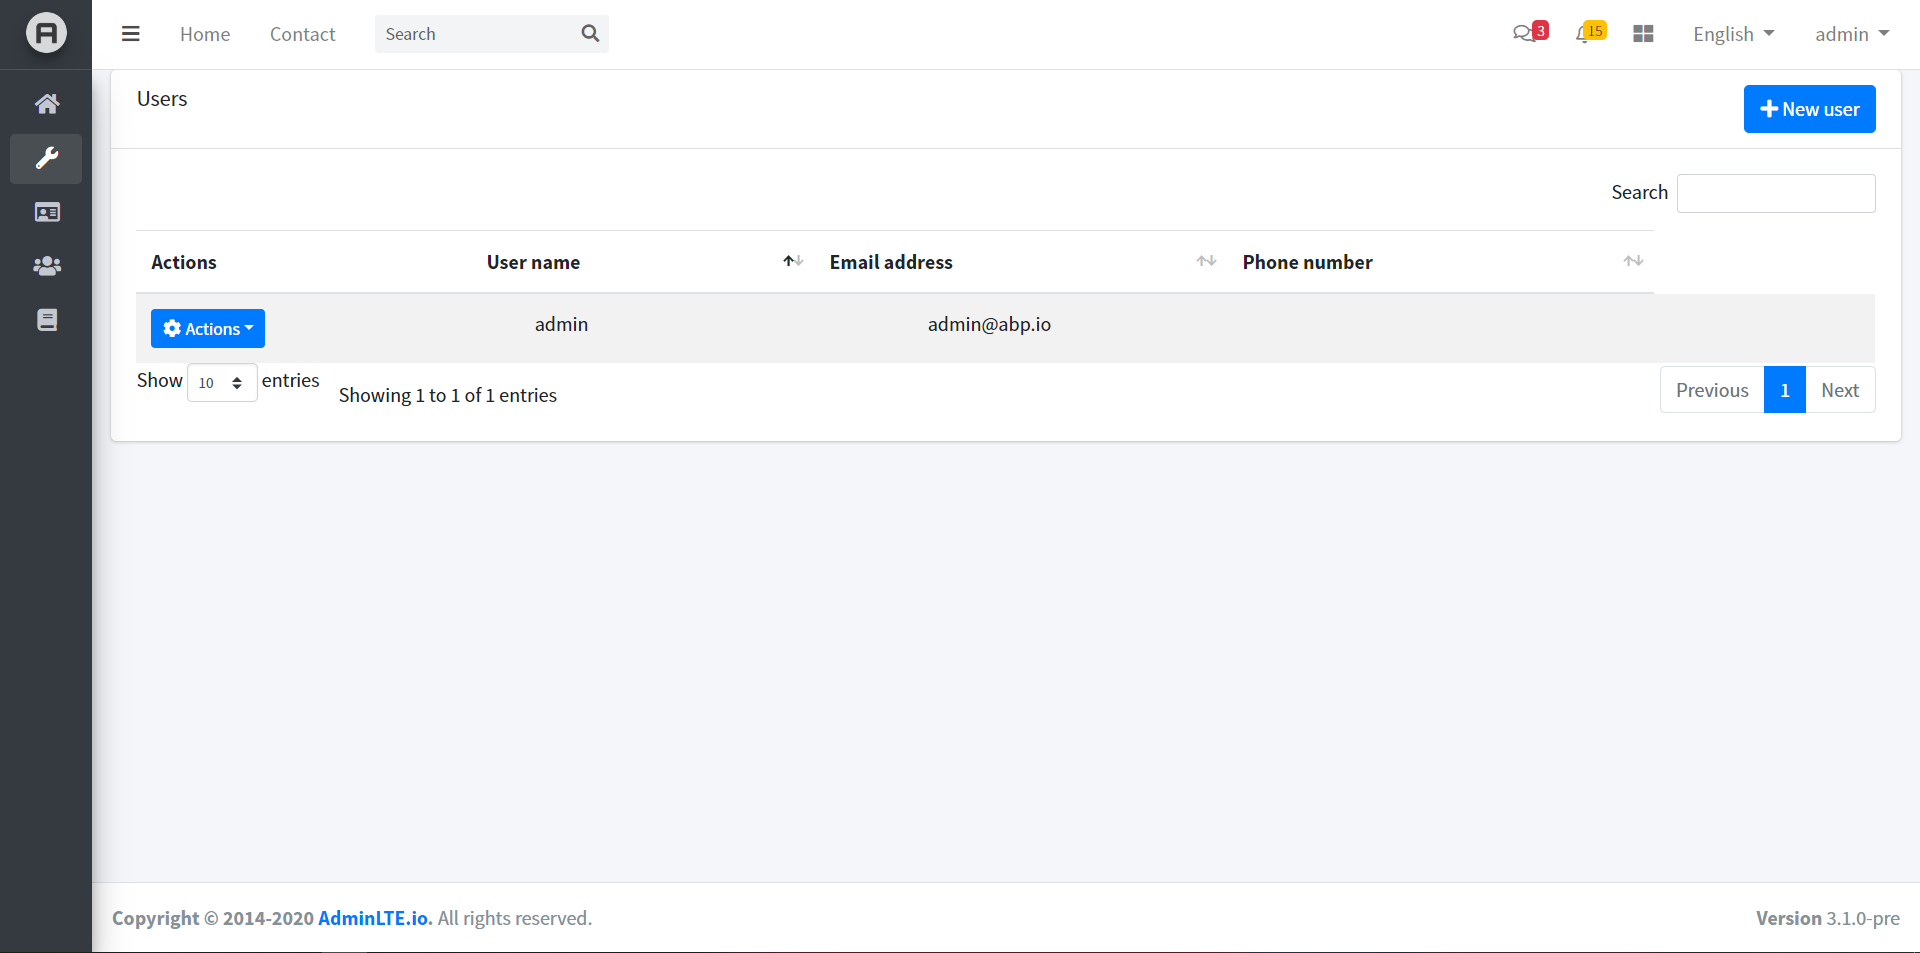 Home Contact Search 3 15 English admin
Users
New user
Search
Actions User name Email address Phone number
Actions admin admin@abp.io
Show 10 entries Showing 1 to 1 of 1 entries Previous 1 Next
Copyright © 2014-2020 AdminLTE.io. All rights reserved. Version 3.1.0-pre